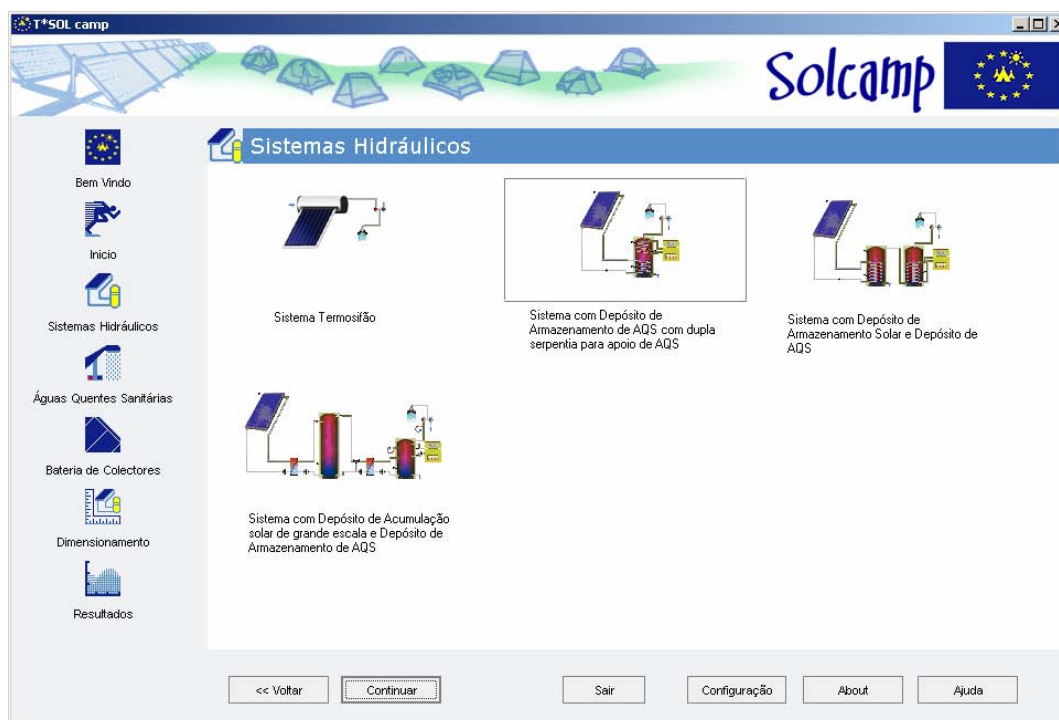 T*SOL camp
Solcamp
Sistemas Hidráulicos
Bem Vindo
Inicio
Sistemas Hidráulicos
Águas Quentes Sanitárias
Bateria de Colectores
Dimensionamento
Resultados
Sistema Termosifão
Sistema com Depósito de
Armazenamento de AQS com dupla
serpentia para apoio de AQS
Sistema com Depósito de
Armazenamento Solar e Depósito de
AQS
Sistema com Depósito de Acumulação
solar de grande escala e Depósito de
Armazenamento de AQS
<< Voltar
Continuar
Sair
Configuração
About
Ajuda